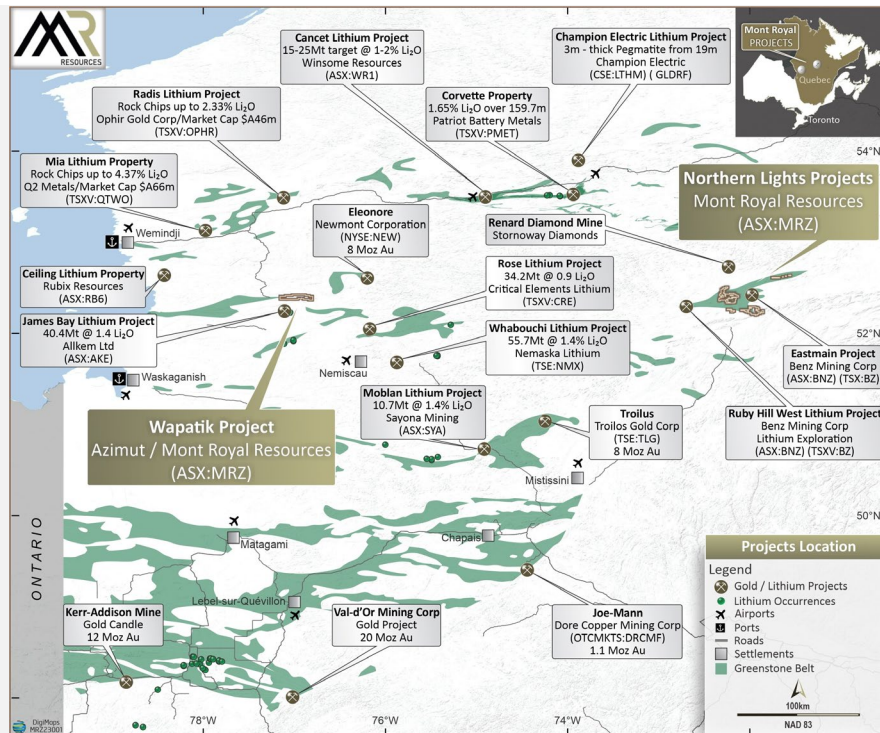 MR
RESOURCES
Cancet Lithium Project
15-25Mt target @ 1-2% Li₂O
Winsome Resources
(ASX:WR1)
Champion Electric Lithium Project
3m - thick Pegmatite from 19m
Champion Electric
(CSE:LTHM) ( GLDRF)
Mont Royal
PROJECTS
Quebec
Toronto
Radis Lithium Project
Rock Chips up to 2.33% Li₂O
Ophir Gold Corp/Market Cap $A46m
(TSXV:OPHR)
Corvette Property
1.65% Li₂O over 159.7m
Patriot Battery Metals
(TSXV:PMET)
54°N
Mia Lithium Property
Rock Chips up to 4.37% Li₂O
Q2 Metals/Market Cap $A66m
(TSXV:QTWO)
Northern Lights Projects
Mont Royal Resources
(ASX:MRZ)
Eleonore
Newmont Corporation
(NYSE:NEW)
8 Moz Au
Renard Diamond Mine
Stornoway Diamonds
Wemindji
Ceiling Lithium Property
Rubix Resources
(ASX:RB6)
Rose Lithium Project
34.2Mt @ 0.9 Li₂O
Critical Elements Lithium
(TSXV:CRE)
James Bay Lithium Project
40.4Mt @ 1.4 Li₂O
Allkem Ltd
(ASX:AKE)
Whabouchi Lithium Project
55.7mt @ 1.4% Li₂O
Nemaska Lithium
(TSE:NMX)
52°N
Eastmain Project
Benz Mining Corp
(ASX:BNZ) (TSX:BZ)
Nemiscau
Waskaganish
Moblan Lithium Project
10.7Mt @ 1.4% Li₂O
Sayona Mining
(ASX:SYA)
Troilus
Troilos Gold Corp
(TSE:TLG)
8 Moz Au
Ruby Hill West Lithium Project
Benz Mining Corp
Lithium Exploration
(ASX:BNZ) (TSXV:BZ)
Wapatik Project
Azimut / Mont Royal Resources
(ASX:MRZ)
Mistissini
50°N
ONTARIO
Matagami
Chapais
Projects Location
Legend
Gold / Lithium Projects
Lithium Occurrences
Airports
Ports
Roads
Settlements
Greenstone Belt
100km
NAD 83
Lebel-sur-Quévillon
Kerr-Addison Mine
Gold Candle
12 Moz Au
Val-d'Or Mining Corp
Gold Project
20 Moz Au
Joe-Mann
Dore Copper Mining Corp
(OTCMKTS:DRCMF)
1.1 Moz Au
DigiMaps
MRZ23001
78°W
76°W
74°W